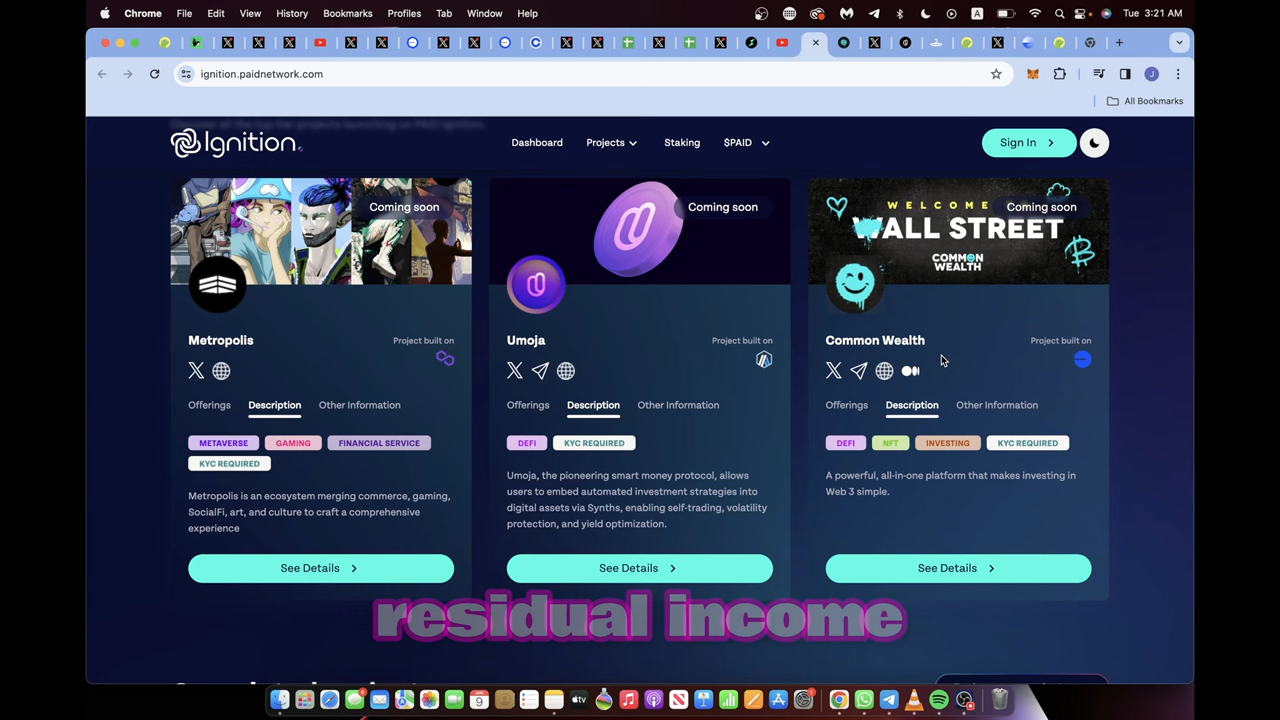 Chrome File Edit View History Bookmarks Profiles Tab Window Help
A
Tue 3:21 AM
ignition.paidnetwork.com
J
All Bookmarks
Ignition
Dashboard Projects Staking $PAID
Sign In
Coming soon
Coming soon
WELCOME
Coming soon
WALL STREET
COMMON
WEALTH
Metropolis
Project built on
Offerings Description Other Information
METAVERSE GAMING FINANCIAL SERVICE
KYC REQUIRED
Metropolis is an ecosystem merging commerce, gaming,
SocialFi, art, and culture to craft a comprehensive
experience
See Details
Umoja
Project built on
Offerings Description Other Information
DEFI KYC REQUIRED
Umoja, the pioneering smart money protocol, allows
users to embed automated investment strategies into
digital assets via Synths, enabling self-trading, volatility
protection, and yield optimization.
See Details
Common Wealth
Project built on
Offerings Description Other Information
DEFI NFT INVESTING KYC REQUIRED
A powerful, all-in-one platform that makes investing in
Web 3 simple.
See Details
residual income